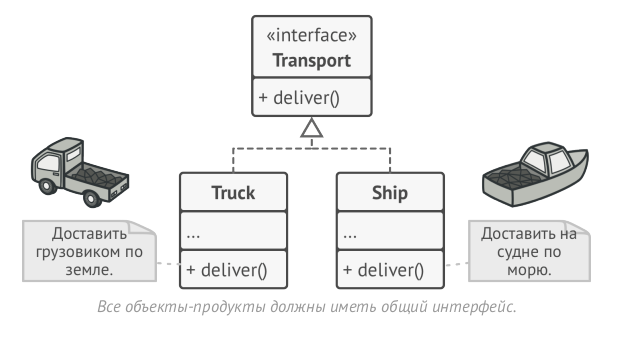 «interface»
Transport
+ deliver()
Truck
...
+ deliver()
Ship
...
+ deliver()
Доставить
грузовиком по
земле.
Доставить на
судне по
морю.
Все объекты-продукты должны иметь общий интерфейс.